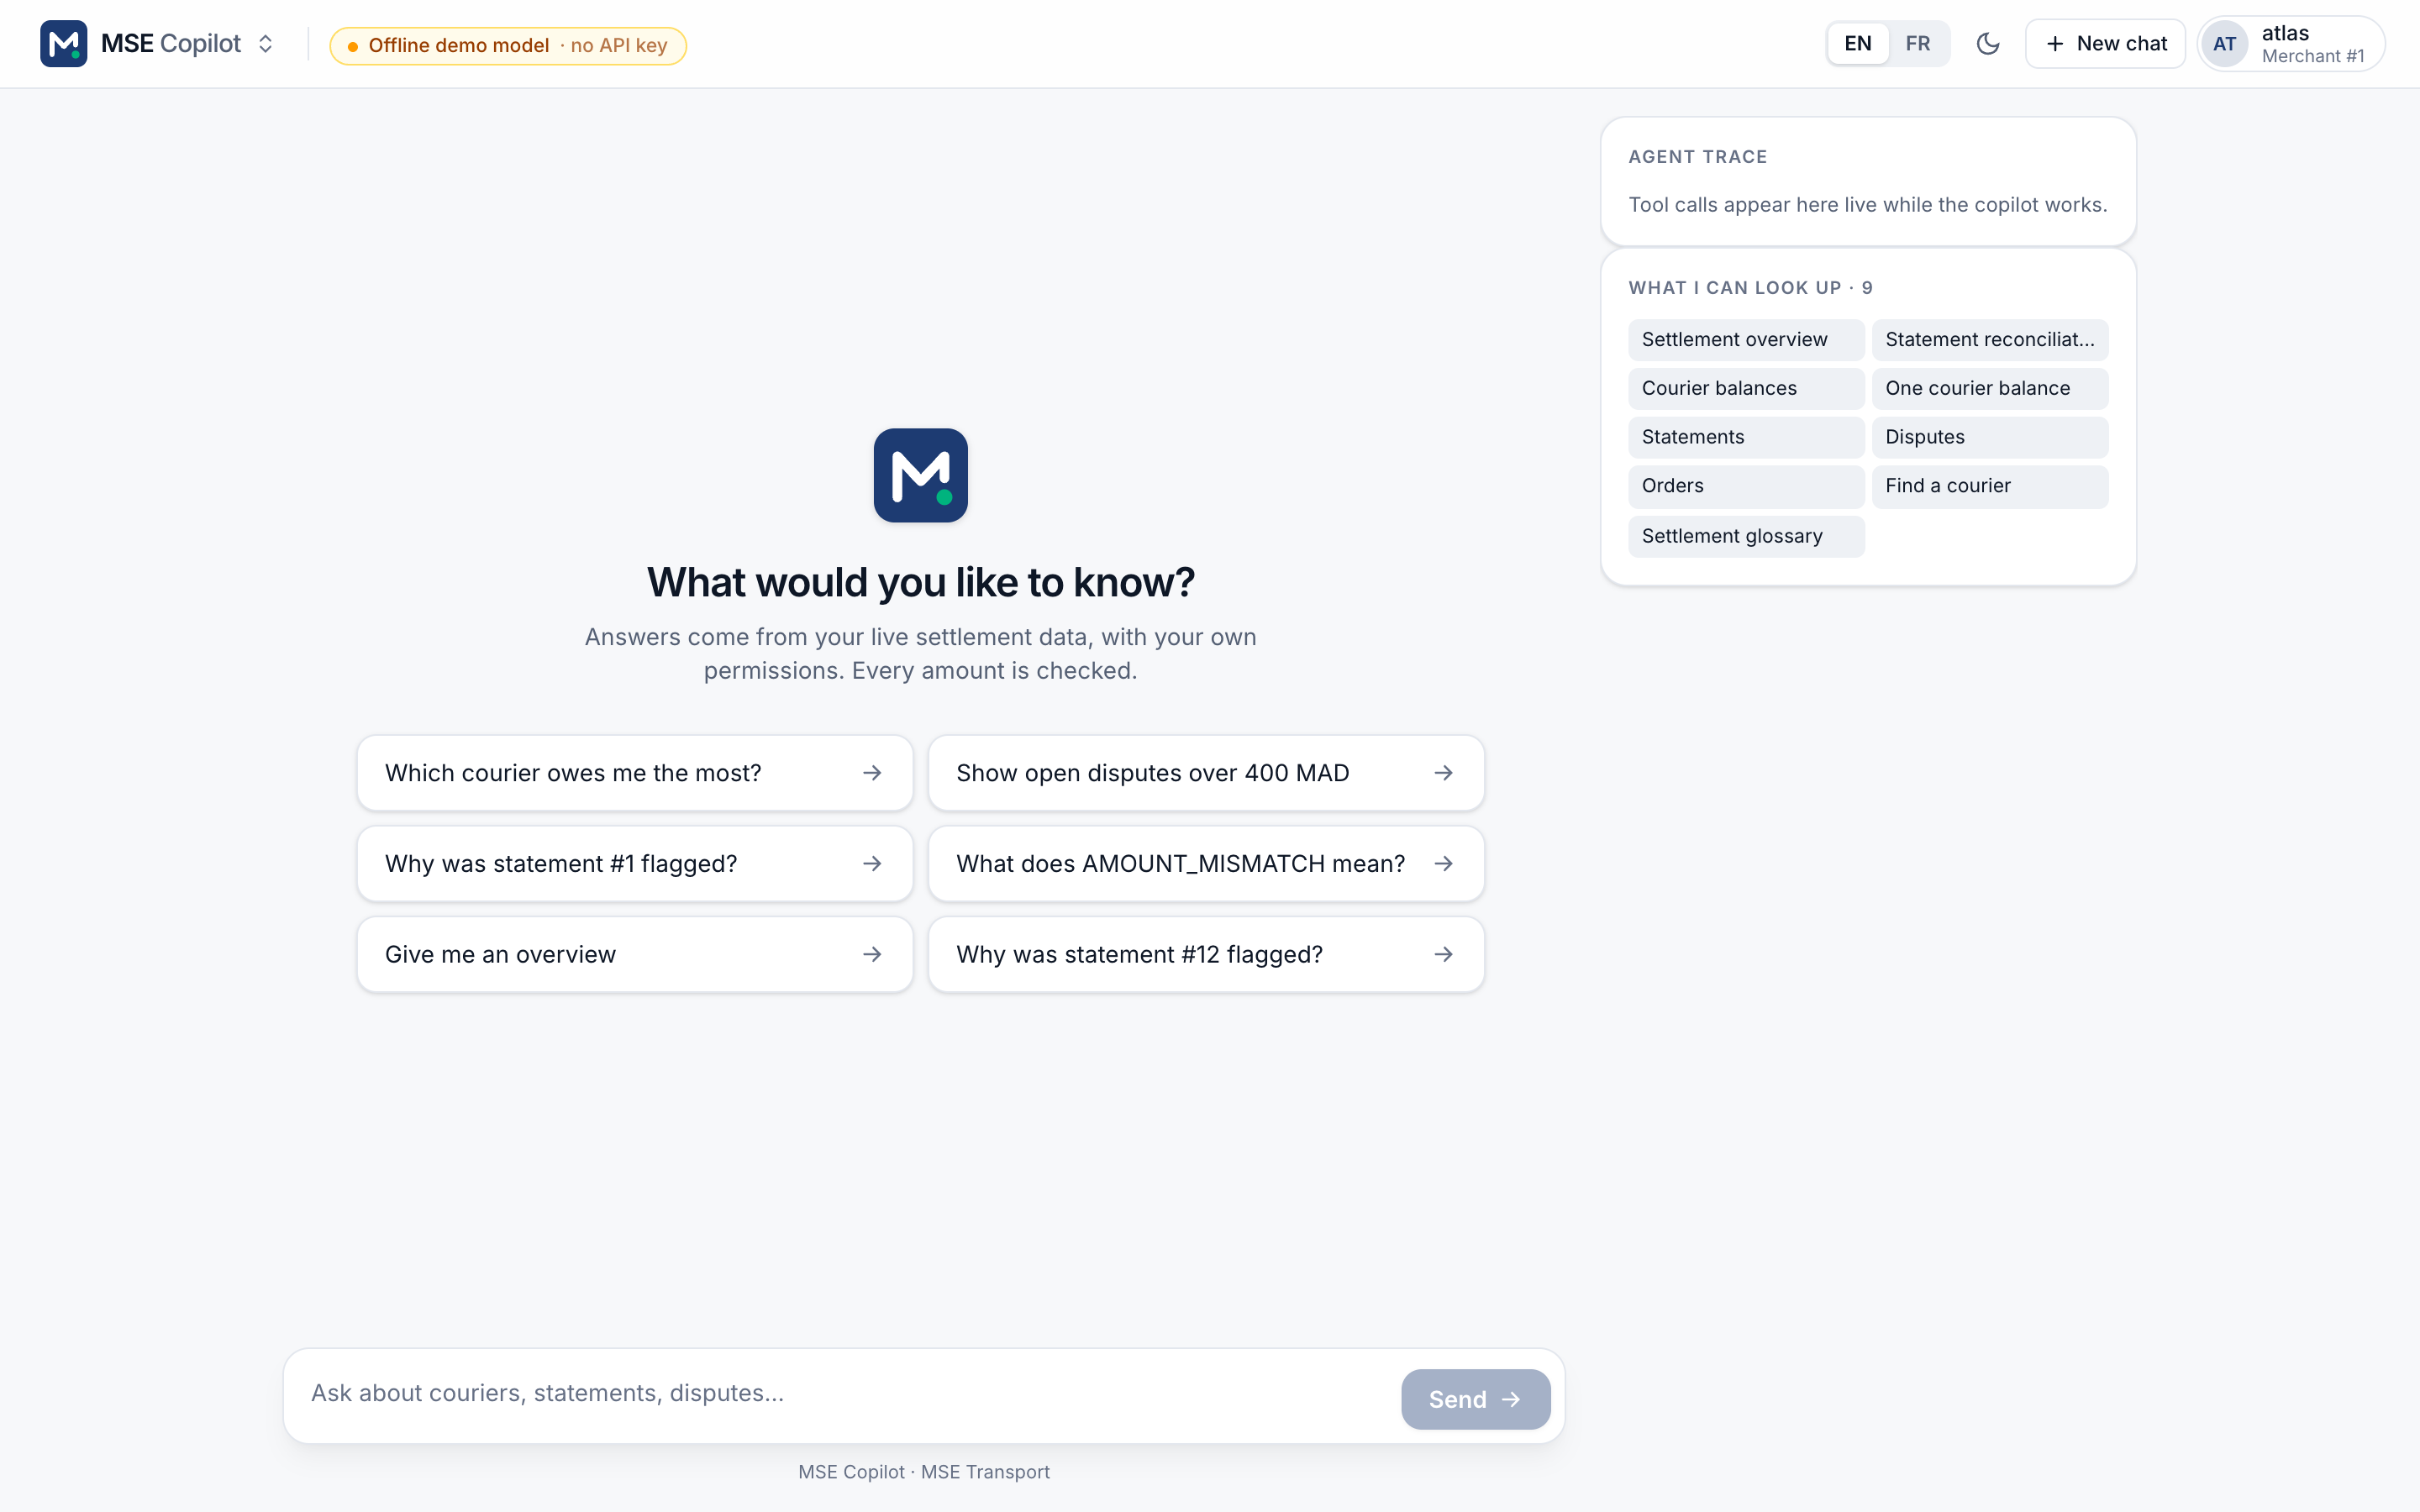 MSE Copilot
Offline demo model · no API key
EN FR
New chat
AT
atlas
Merchant #1
AGENT TRACE
Tool calls appear here live while the copilot works.
WHAT I CAN LOOK UP · 9
Settlement overview
Statement reconciliat...
Courier balances
One courier balance
Statements
Disputes
Orders
Find a courier
Settlement glossary
M
What would you like to know?
Answers come from your live settlement data, with your own
permissions. Every amount is checked.
Which courier owes me the most?
Show open disputes over 400 MAD
Why was statement #1 flagged?
What does AMOUNT_MISMATCH mean?
Give me an overview
Why was statement #12 flagged?
Ask about couriers, statements, disputes...
Send
MSE Copilot · MSE Transport